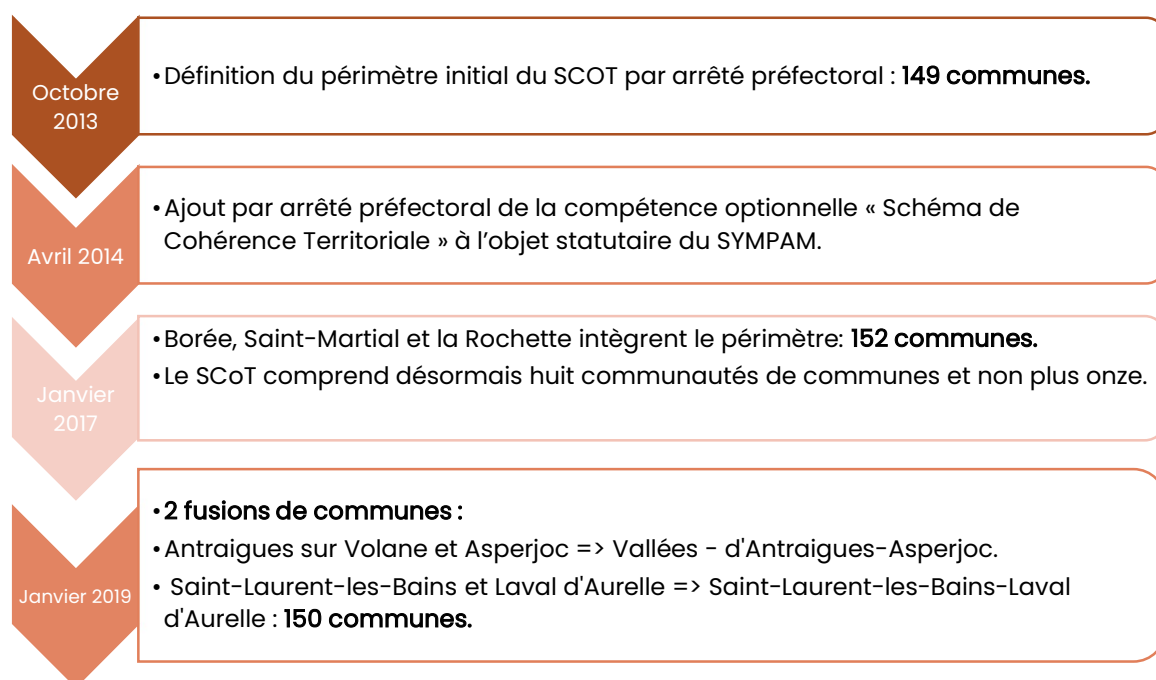 Octobre
2013
•Définition du périmètre initial du SCOT par arrêté préfectoral : 149 communes.
Avril 2014
•Ajout par arrêté préfectoral de la compétence optionnelle « Schéma de
Cohérence Territoriale » à l'objet statutaire du SYMPAM.
Janvier
2017
•Borée, Saint-Martial et la Rochette intègrent le périmètre: 152 communes.
•Le SCoT comprend désormais huit communautés de communes et non plus onze.
Janvier 2019
•2 fusions de communes :
•Antraigues sur Volane et Asperjoc => Vallées - d'Antraigues-Asperjoc.
• Saint-Laurent-les-Bains et Laval d'Aurelle => Saint-Laurent-les-Bains-Laval
d'Aurelle : 150 communes.